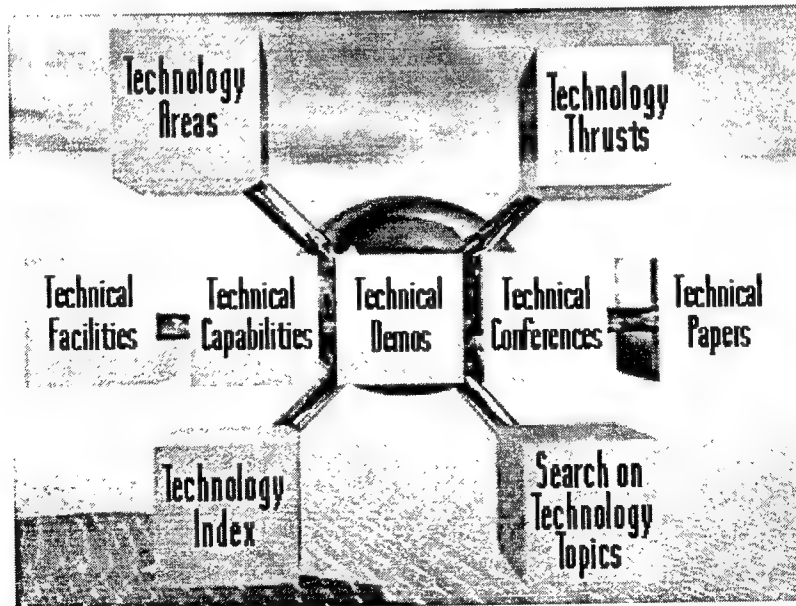 Technology
Areas
Technology
Thrusts
Technical
Facilities
Technical
Capabilities
Technical
Demos
Technical
Conferences
Technical
Papers
Technology
Index
Search on
Technology
Topics